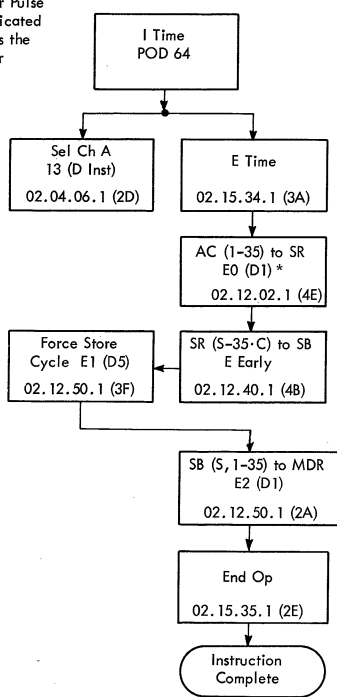 r Pulse
icated
s the
r
I Time
POD 64
Sel Ch A
13 (D Inst)
02.04.06.1 (2D)
E Time
02.15.34.1 (3A)
AC (1-35) to SR
E0 (D1) *
02.12.02.1 (4E)
Force Store
Cycle E1 (D5)
02.12.50.1 (3F)
SR (S-35·C) to SB
E Early
02.12.40.1 (4B)
SB (S, 1-35) to MDR
E2 (D1)
02.12.50.1 (2A)
End Op
02.15.35.1 (2E)
Instruction
Complete